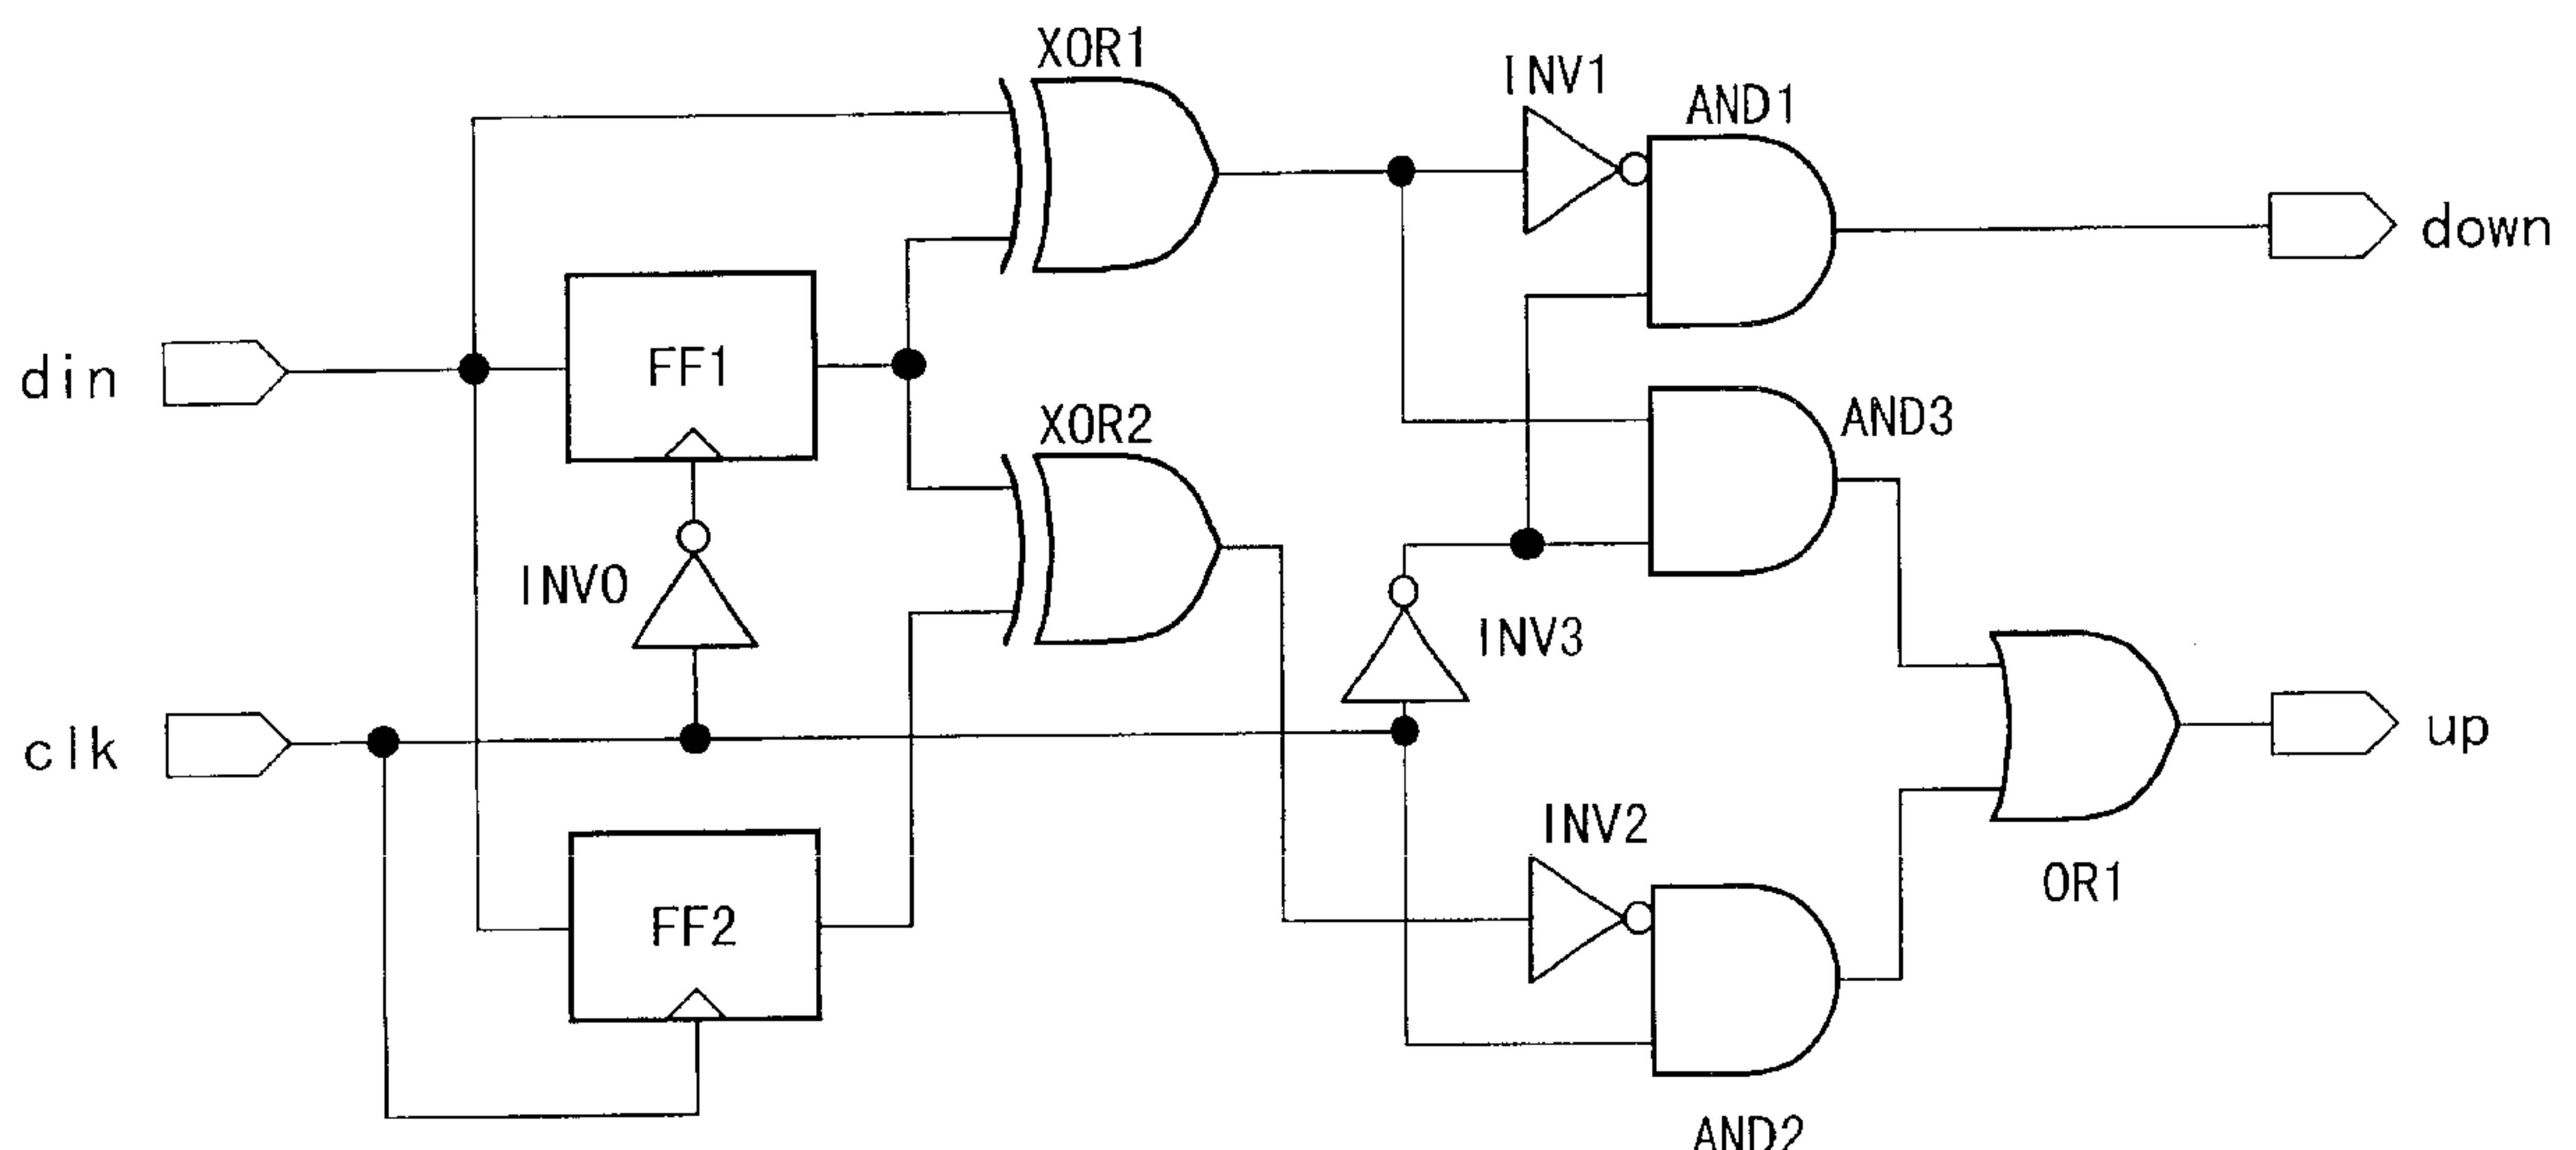 XOR1
INV1
AND1
down
din
FF1
XOR2
AND3
INV0
INV3
clk
up
INV2
FF2
OR1
AND2